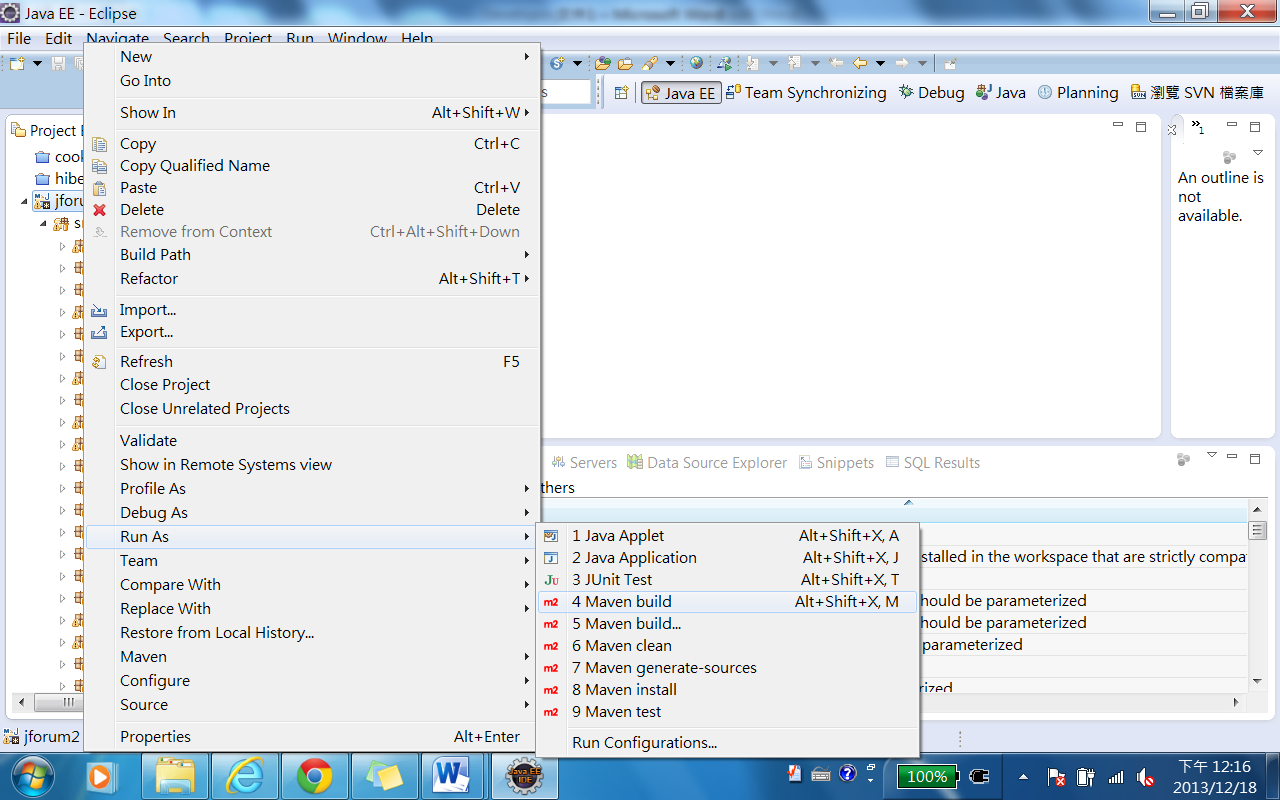 Java EE - Eclipse
File Edit Navigate Search Project Run Window Help
Java EE Team Synchronizing Debug Java Planning 瀏覽 SVN 檔案庫
Project
1
An outline is
not
available.
New
Go Into
Show In Alt+Shift+W
Copy Ctrl+C
Copy Qualified Name
Paste Ctrl+V
Delete Delete
Remove from Context Ctrl+Alt+Shift+Down
Build Path
Refactor Alt+Shift+T
Import...
Export...
Refresh F5
Close Project
Close Unrelated Projects
Validate
Show in Remote Systems view
Profile As
Debug As
Run As
Team
Compare With
Replace With
Restore from Local History...
Maven
Configure
Source
Properties Alt+Enter
Servers Data Source Explorer Snippets SQL Results
thers
1 Java Applet Alt+Shift+X, A
2 Java Application Alt+Shift+X, J
3 JUnit Test Alt+Shift+X, T
4 Maven build Alt+Shift+X, M
5 Maven build...
6 Maven clean
7 Maven generate-sources
8 Maven install
9 Maven test
Run Configurations...
stalled in the workspace that are strictly compa
hould be parameterized
hould be parameterized
parameterized
jforum2
Java EE
IDE
100%
下午 12:16
2013/12/18